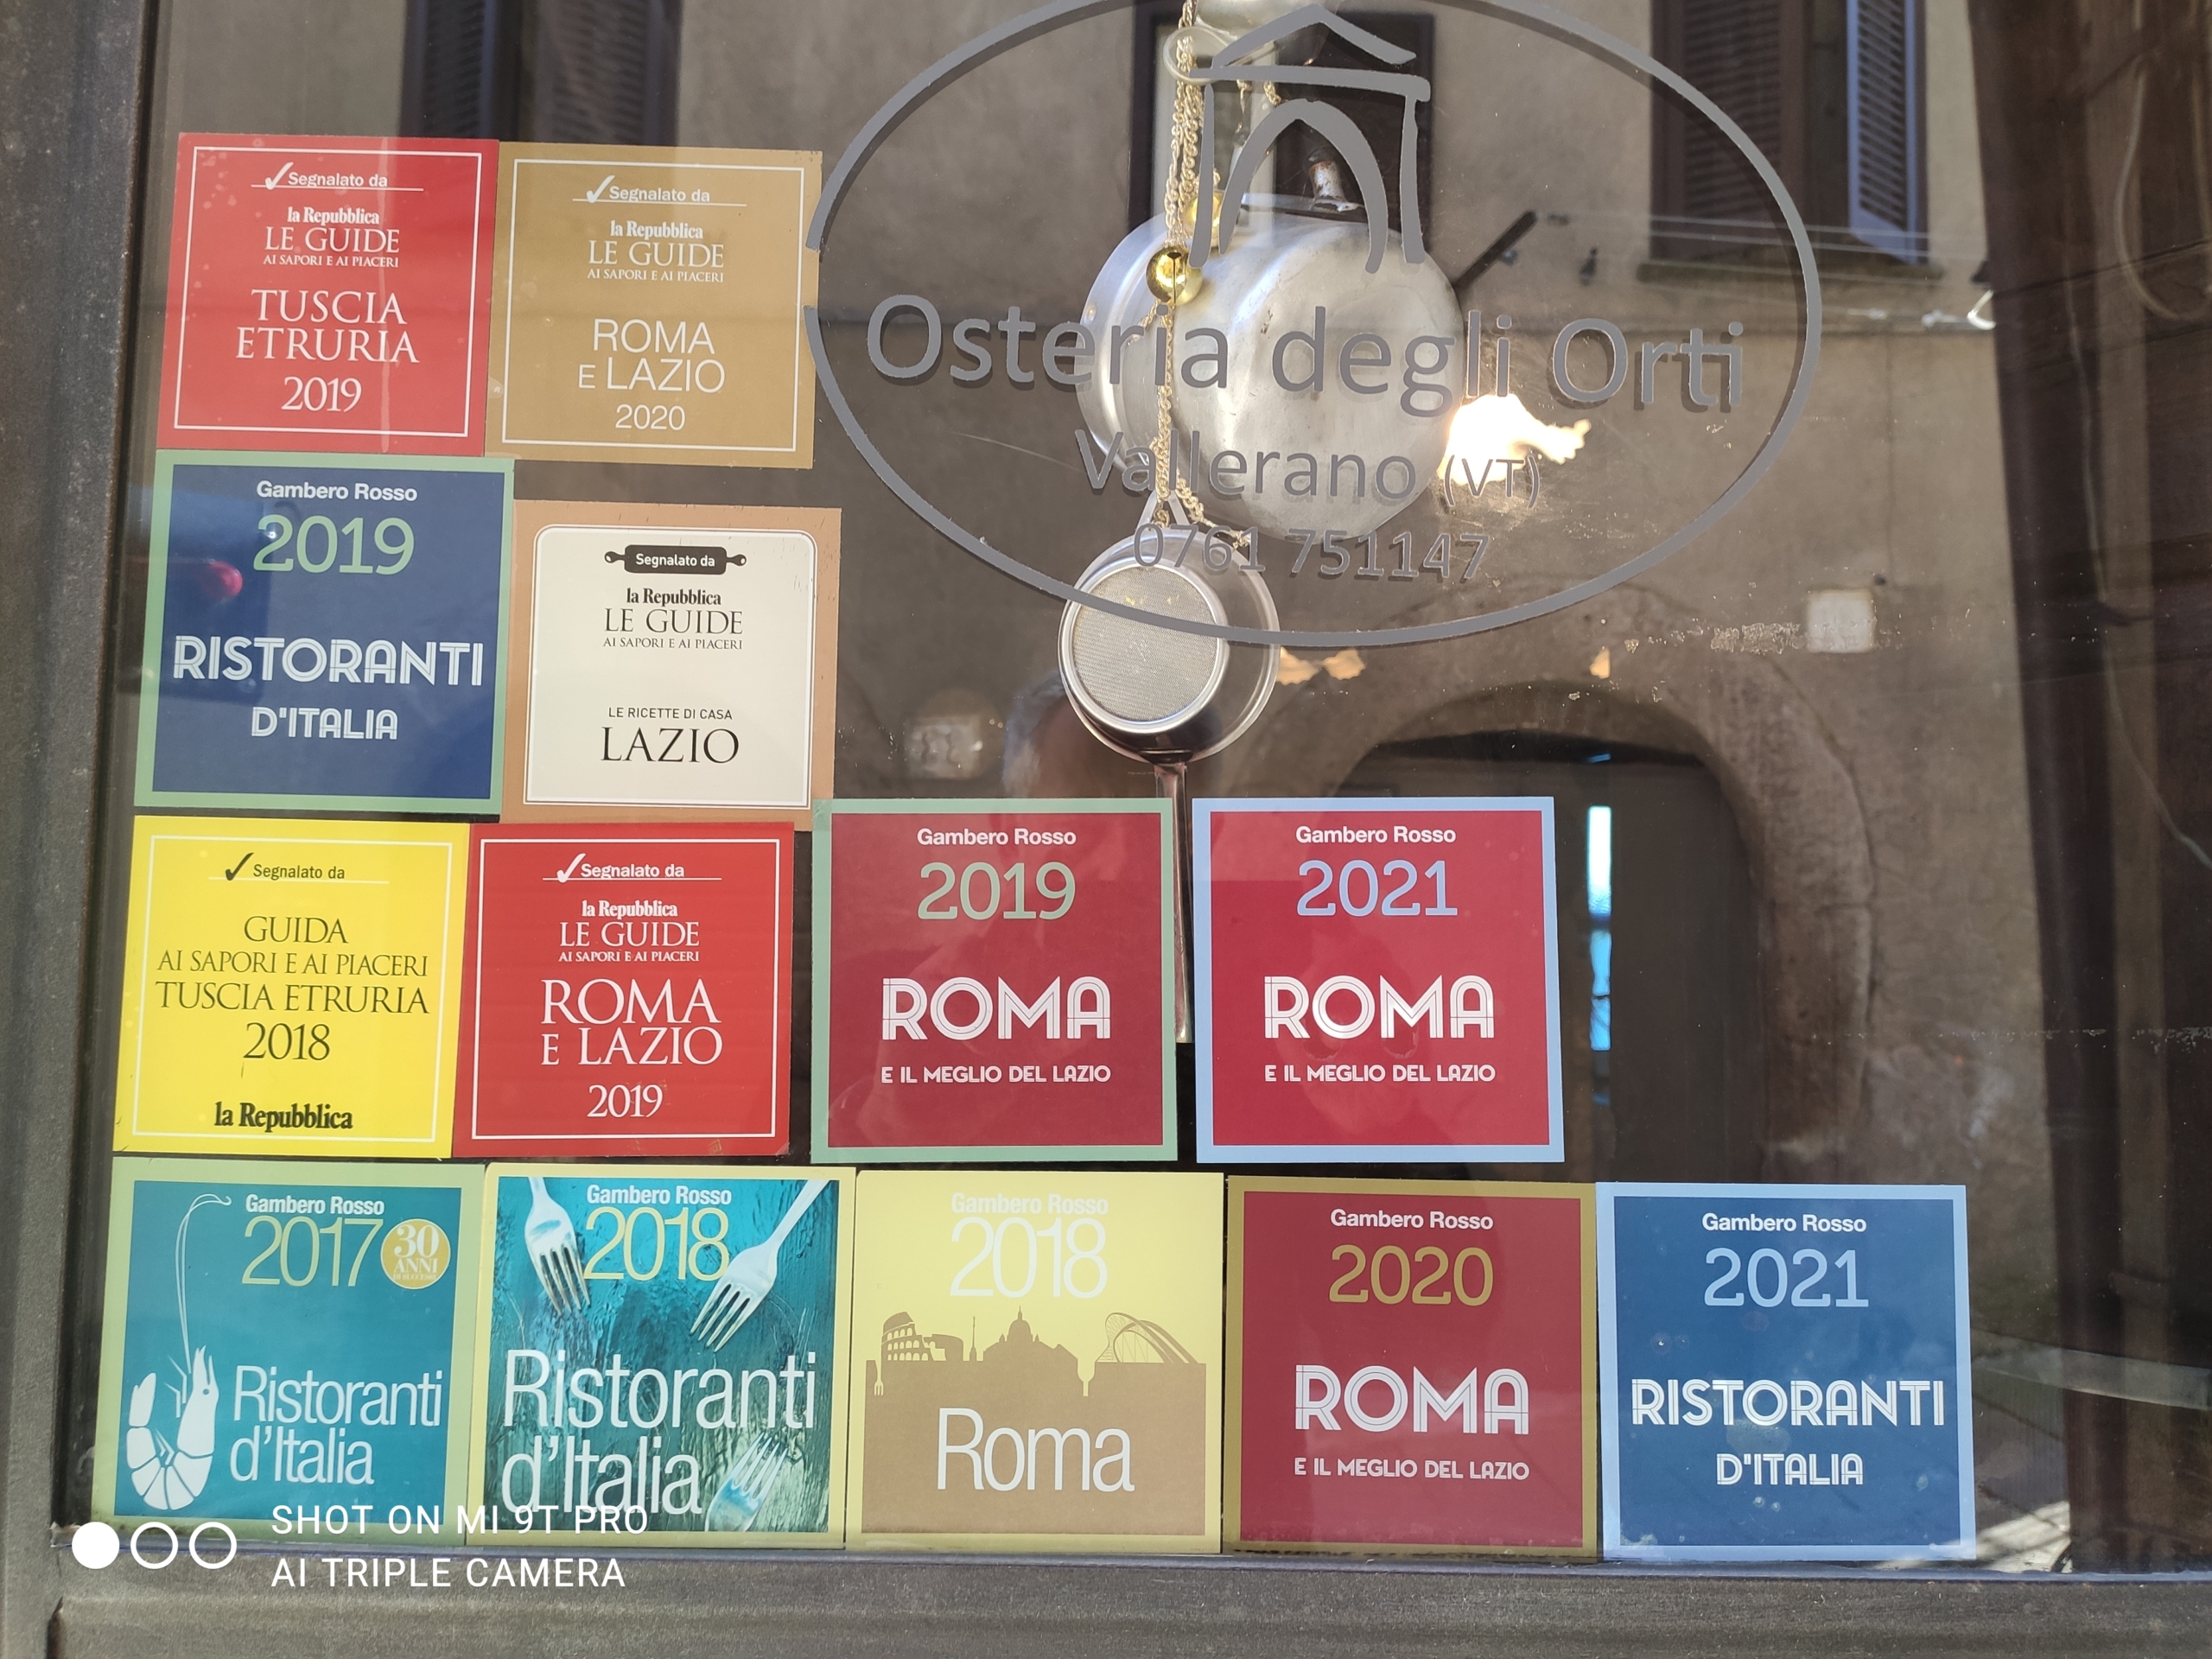 Segnalato da
la Repubblica
LE GUIDE
AI SAPORI E AI PIACERI
TUSCIA
ETRURIA
2019
Segnalato da
la Repubblica
LE GUIDE
AI SAPORI E AI PIACERI
ROMA
E LAZIO
2020
Osteria degli Orti
Vallerano (VT)
0761 751147
Gambero Rosso
2019
RISTORANTI
D'ITALIA
Segnalato da
la Repubblica
LE GUIDE
AI SAPORI E AI PIACERI
LE RICETTE DI CASA
LAZIO
Segnalato da
GUIDA
AI SAPORI E AI PIACERI
TUSCIA ETRURIA
2018
la Repubblica
Segnalato da
la Repubblica
LE GUIDE
AI SAPORI E AI PIACERI
ROMA
E LAZIO
2019
Gambero Rosso
2019
ROMA
E IL MEGLIO DEL LAZIO
Gambero Rosso
2021
ROMA
E IL MEGLIO DEL LAZIO
Gambero Rosso
2017
30
ANNI
DI SUCCESSI
Ristoranti
d'Italia
Gambero Rosso
2018
Ristoranti
d'Italia
Gambero Rosso
2018
Roma
Gambero Rosso
2020
ROMA
E IL MEGLIO DEL LAZIO
Gambero Rosso
2021
RISTORANTI
D'ITALIA
SHOT ON MI 9T PRO
AI TRIPLE CAMERA